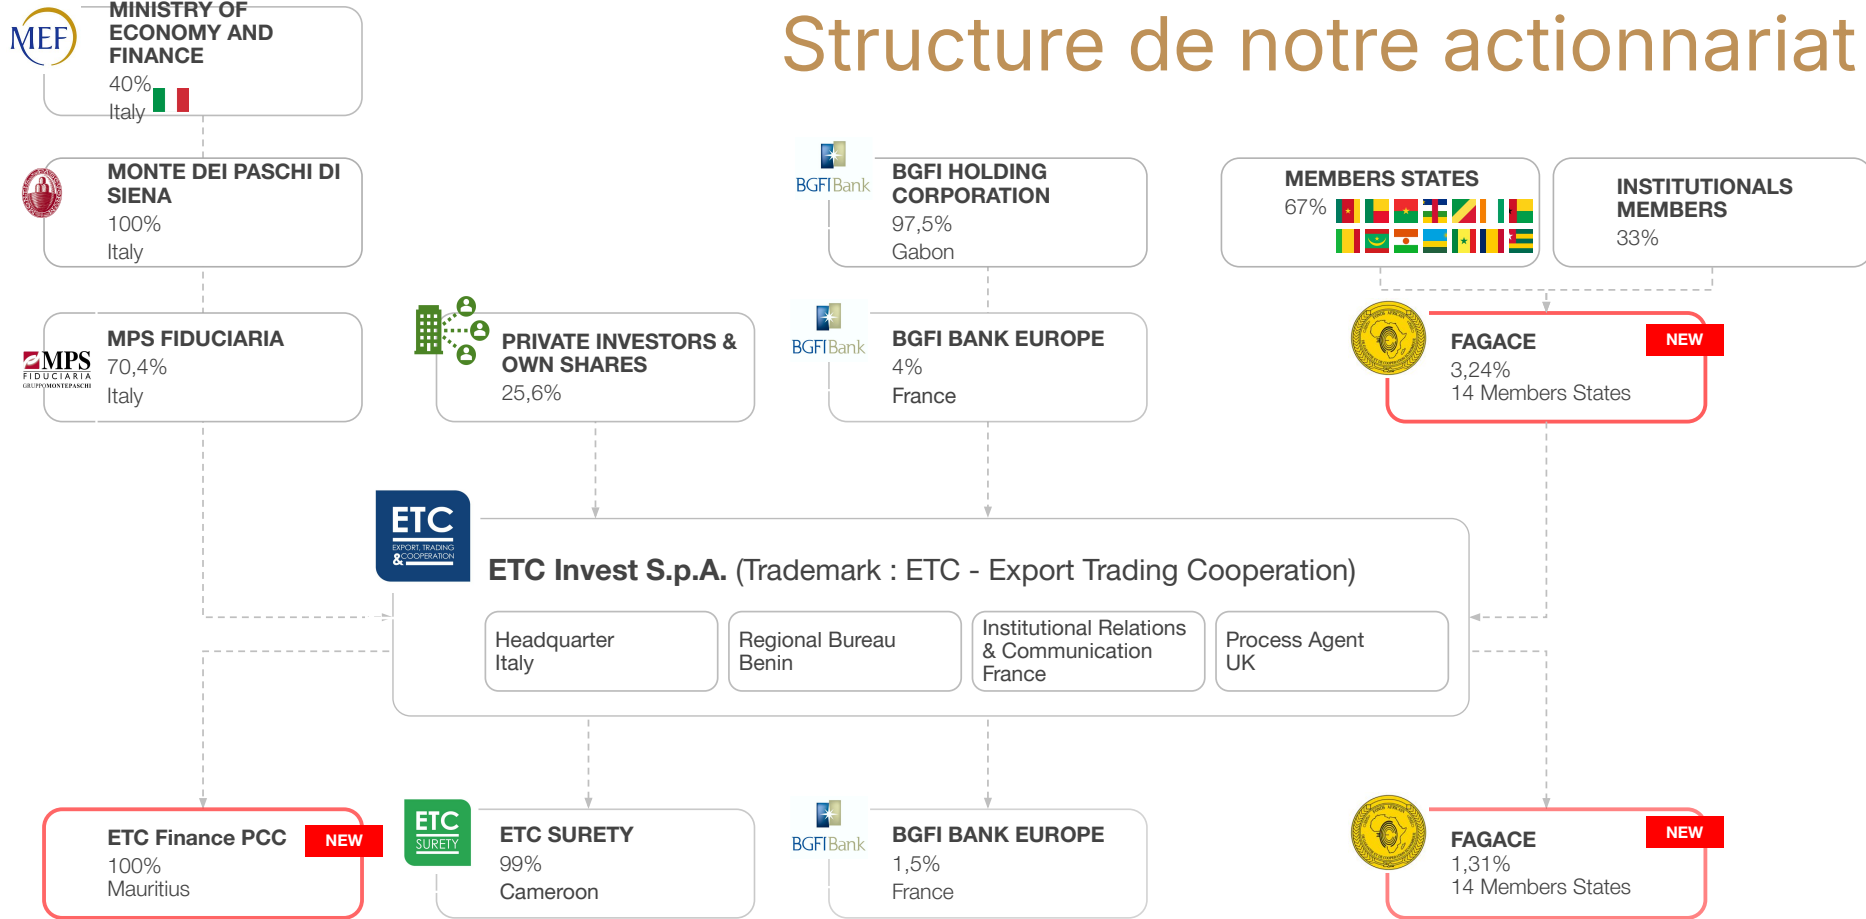 Structure de notre actionnariat
MEF
MINISTRY OF
ECONOMY AND
FINANCE
40%
Italy
MONTE DEI PASCHI DI
SIENA
100%
Italy
BGFIBank
BGFI HOLDING
CORPORATION
97,5%
Gabon
MEMBERS STATES
67%
INSTITUTIONALS
MEMBERS
33%
MPS
FIDUCIARIA
GRUPPOMONTEPASCHI
MPS FIDUCIARIA
70,4%
Italy
PRIVATE INVESTORS &
OWN SHARES
25,6%
BGFIBank
BGFI BANK EUROPE
4%
France
FAGACE
NEW
3,24%
14 Members States
ETC
EXPORT, TRADING
& COOPERATION
ETC Invest S.p.A. (Trademark : ETC - Export Trading Cooperation)
Headquarter
Italy
Regional Bureau
Benin
Institutional Relations
& Communication
France
Process Agent
UK
ETC Finance PCC
NEW
100%
Mauritius
ETC
SURETY
ETC SURETY
99%
Cameroon
BGFIBank
BGFI BANK EUROPE
1,5%
France
FAGACE
NEW
1,31%
14 Members States